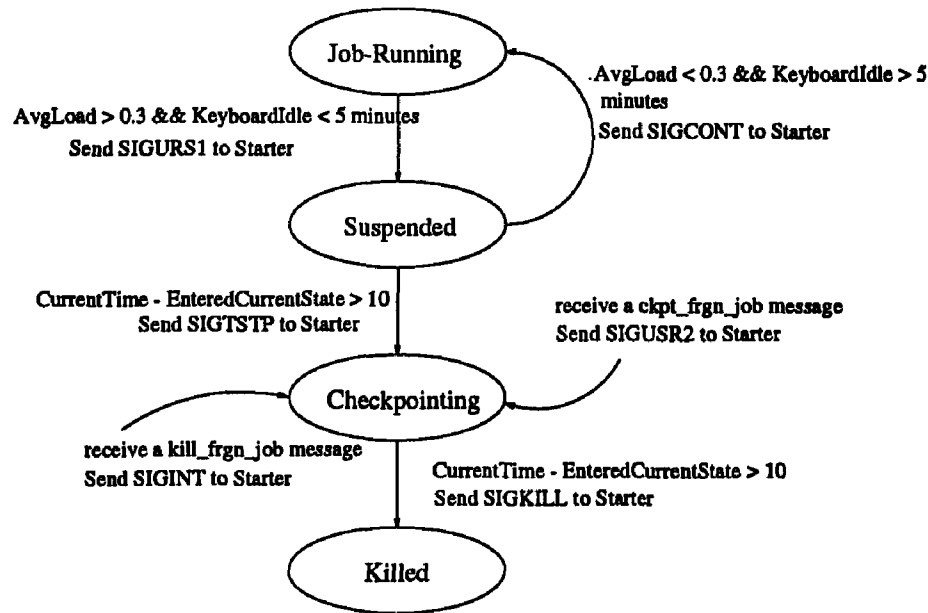 Job-Running
.AvgLoad < 0.3 && KeyboardIdle > 5
minutes
Send SIGCONT to Starter
AvgLoad > 0.3 && KeyboardIdle < 5 minutes
Send SIGURS1 to Starter
Suspended
CurrentTime - EnteredCurrentState > 10
Send SIGTSTP to Starter
receive a ckpt_frgn_job message
Send SIGUSR2 to Starter
Checkpointing
receive a kill_frgn_job message
Send SIGINT to Starter
CurrentTime - EnteredCurrentState > 10
Send SIGKILL to Starter
Killed